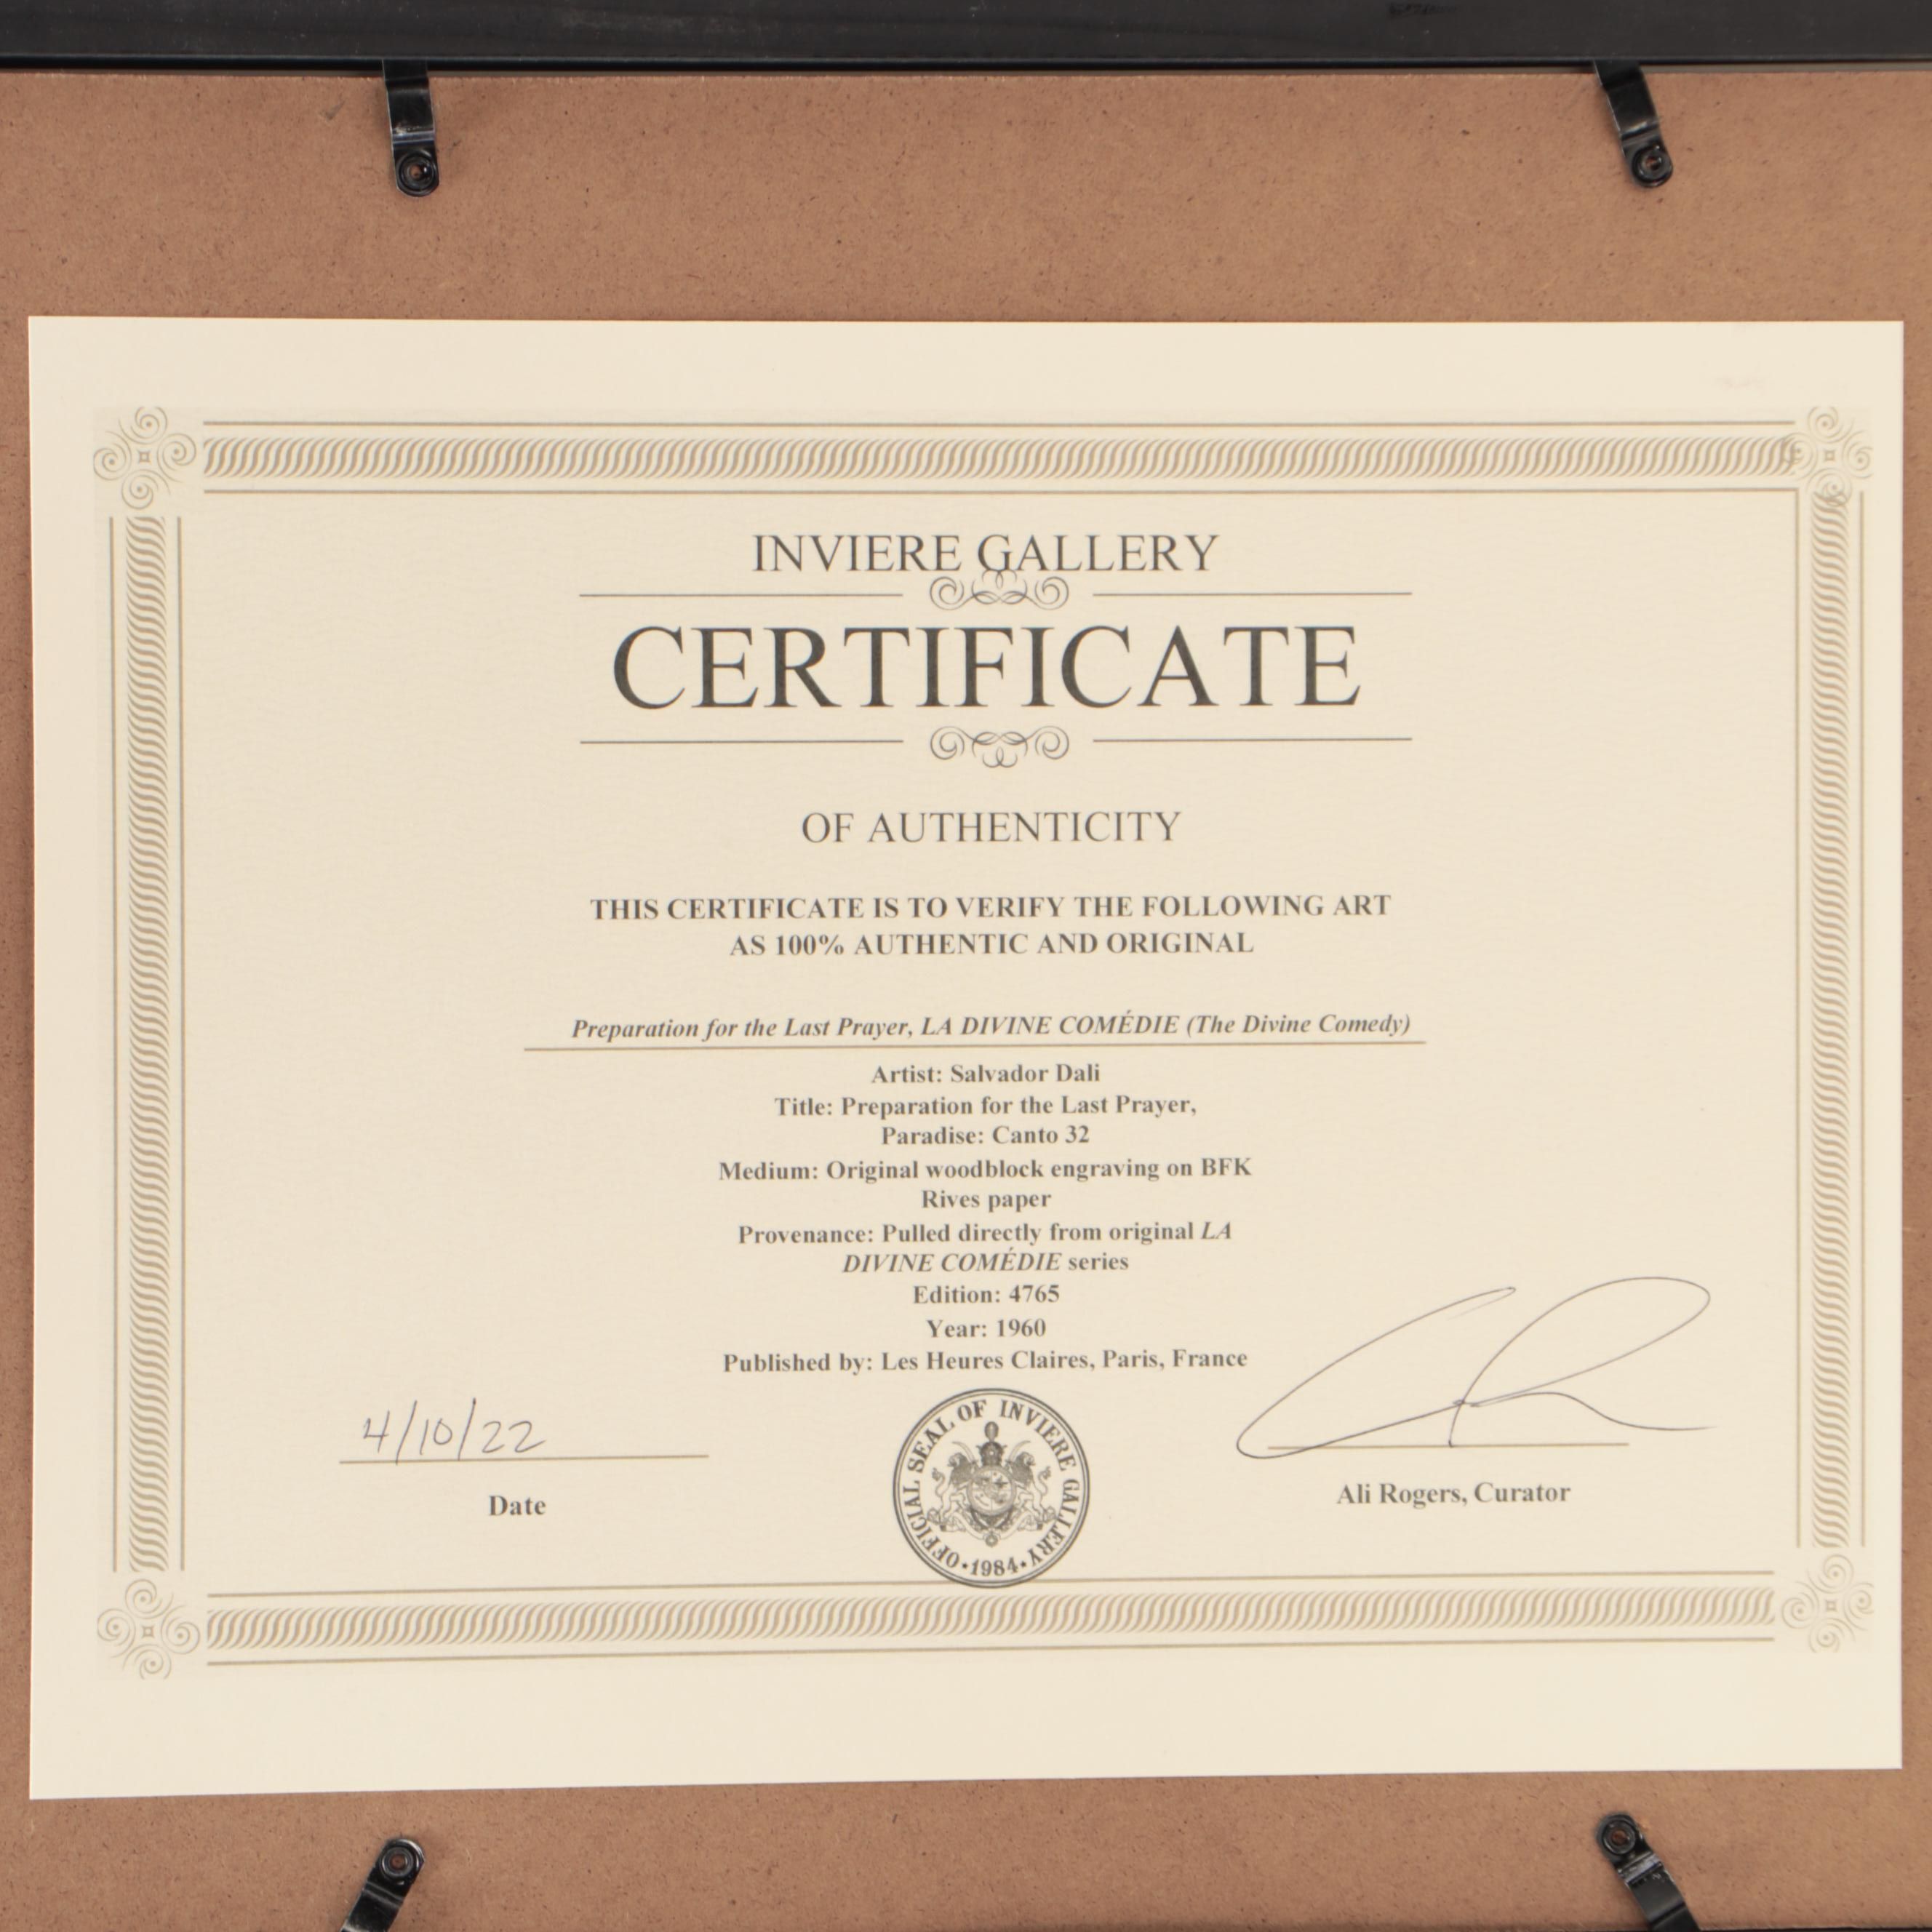 INVIERE GALLERY
CERTIFICATE
OF AUTHENTICITY
THIS CERTIFICATE IS TO VERIFY THE FOLLOWING ART
AS 100% AUTHENTIC AND ORIGINAL
Preparation for the Last Prayer, LA DIVINE COMÉDIE (The Divine Comedy)
Artist: Salvador Dali
Title: Preparation for the Last Prayer,
Paradise: Canto 32
Medium: Original woodblock engraving on BFK
Rives paper
Provenance: Pulled directly from original LA
DIVINE COMÉDIE series
Edition: 4765
Year: 1960
Published by: Les Heures Claires, Paris, France
4/10/22
Date
OFFICIAL SEAL OF INVIERE GALLERY
•1984•
Ali Rogers, Curator